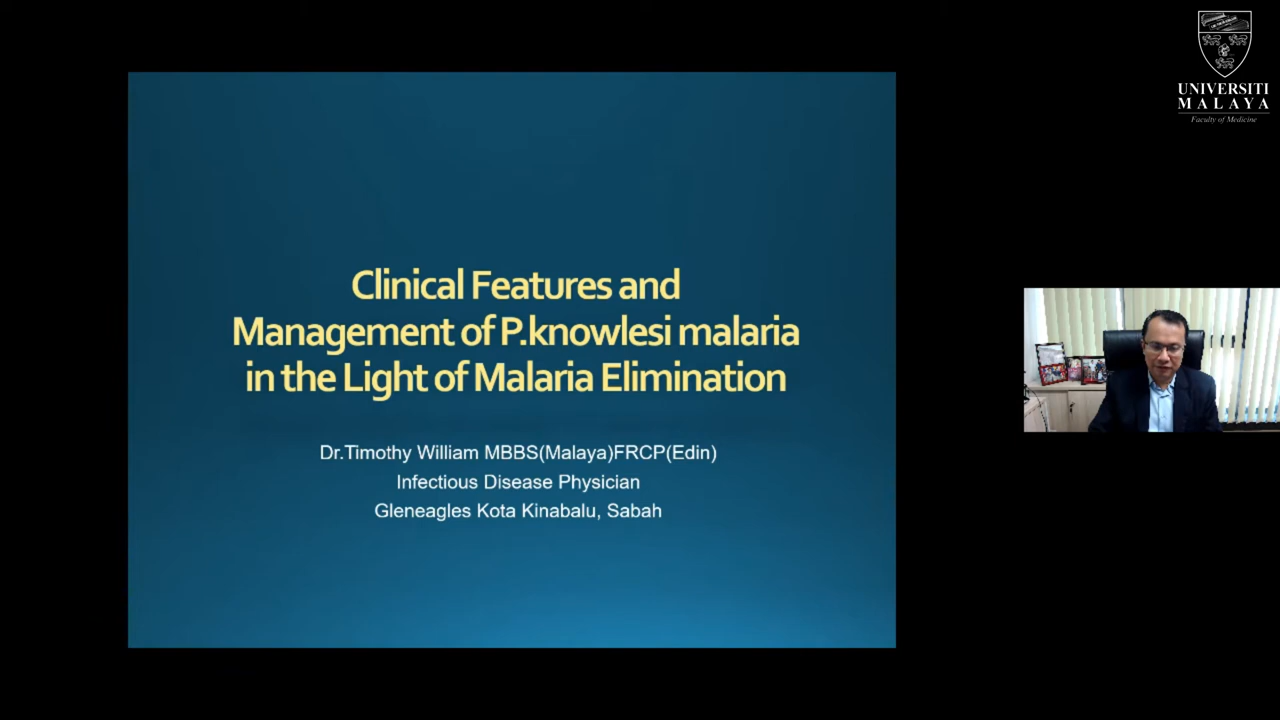 Clinical Features and
Management of P.knowlesi malaria
in the Light of Malaria Elimination
Dr.Timothy William MBBS(Malaya)FRCP(Edin)
Infectious Disease Physician
Gleneagles Kota Kinabalu, Sabah
UNIVERSITI
MALAYA
Faculty of Medicine